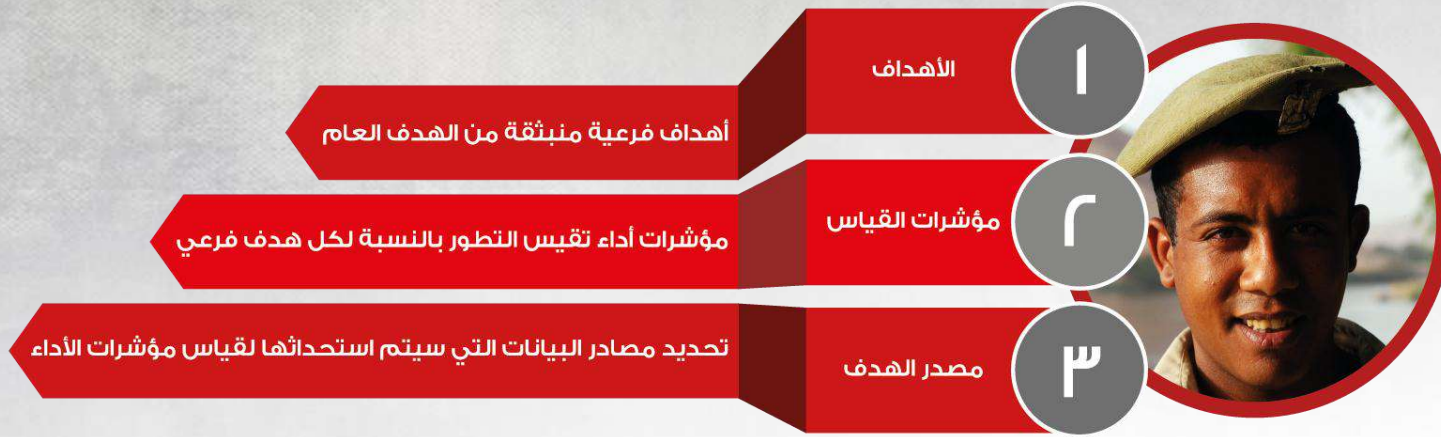 ١
الأهداف
أهداف فرعية منبثقة من الهدف العام
٢
مؤشرات القياس
مؤشرات أداء تقيس التطور بالنسبة لكل هدف فرعي
٣
مصدر الهدف
تحديد مصادر البيانات التي سيتم استحداثها لقياس مؤشرات الأداء